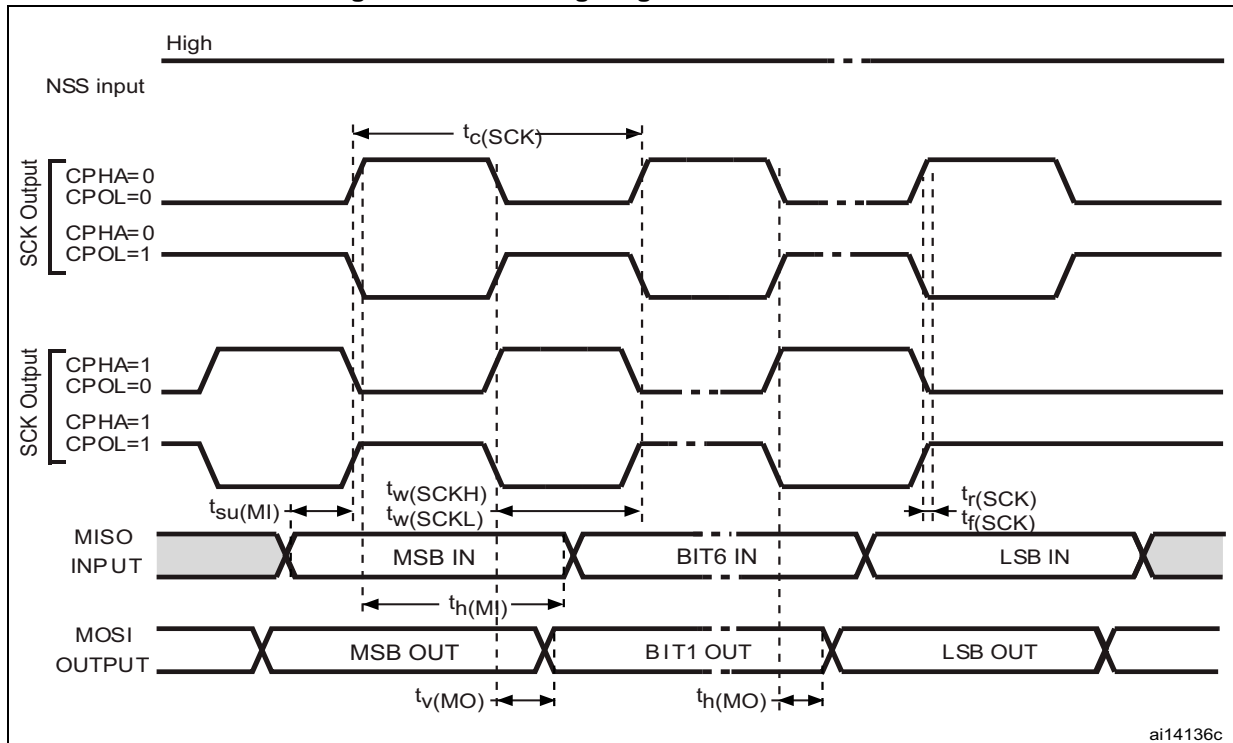 High
NSS input
tc(SCK)
SCK Output
CPHA=0
CPOL=0
CPHA=0
CPOL=1
SCK Output
CPHA=1
CPOL=0
CPHA=1
CPOL=1
tsu(MI)
tw(SCKH)
tw(SCKL)
tr(SCK)
tf(SCK)
MISO
INPUT
MSB IN
BIT6 IN
LSB IN
th(MI)
MOSI
OUTPUT
MSB OUT
BIT1 OUT
LSB OUT
tv(MO)
th(MO)
ai14136c